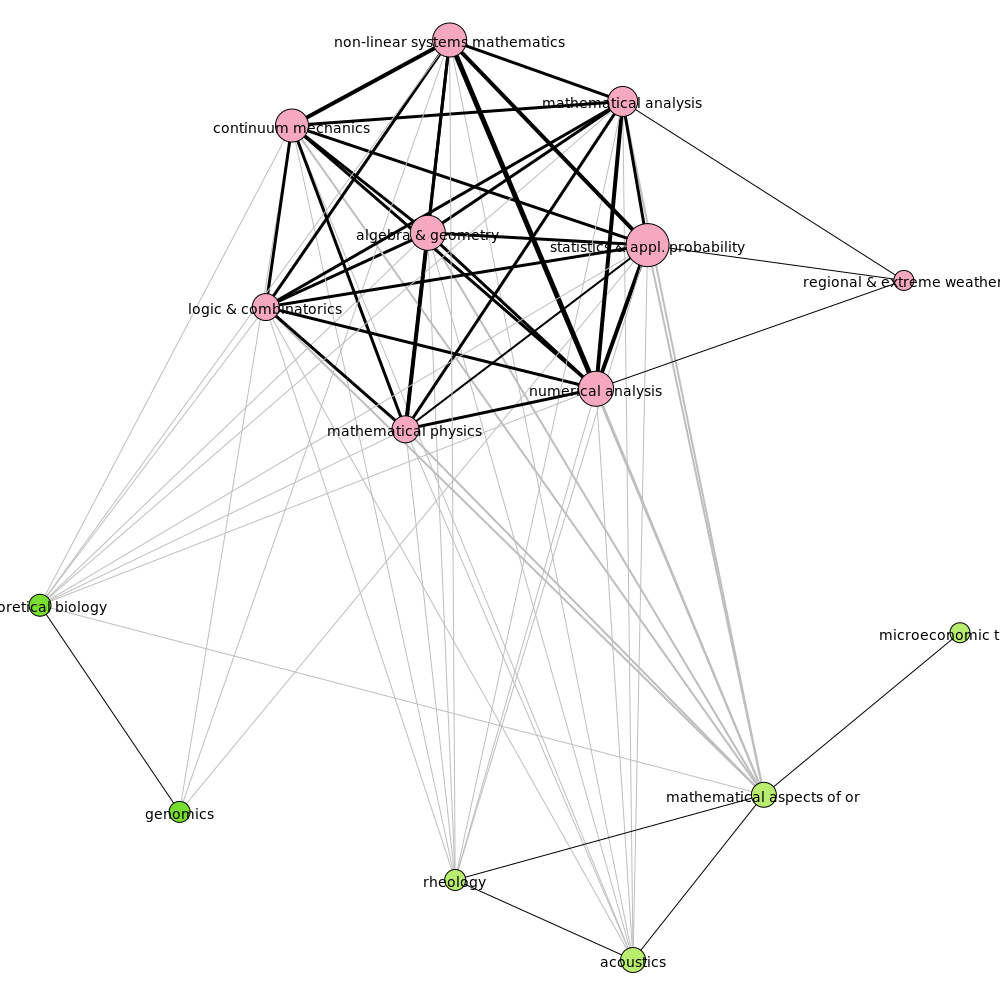 non-linear systems mathematics
mathematical analysis
continuum mechanics
algebra & geometry
statistics & appl. probability
regional & extreme weather
logic & combinatorics
numerical analysis
mathematical physics
oretical biology
microeconomic t
mathematical aspects of or
genomics
rheology
acoustics